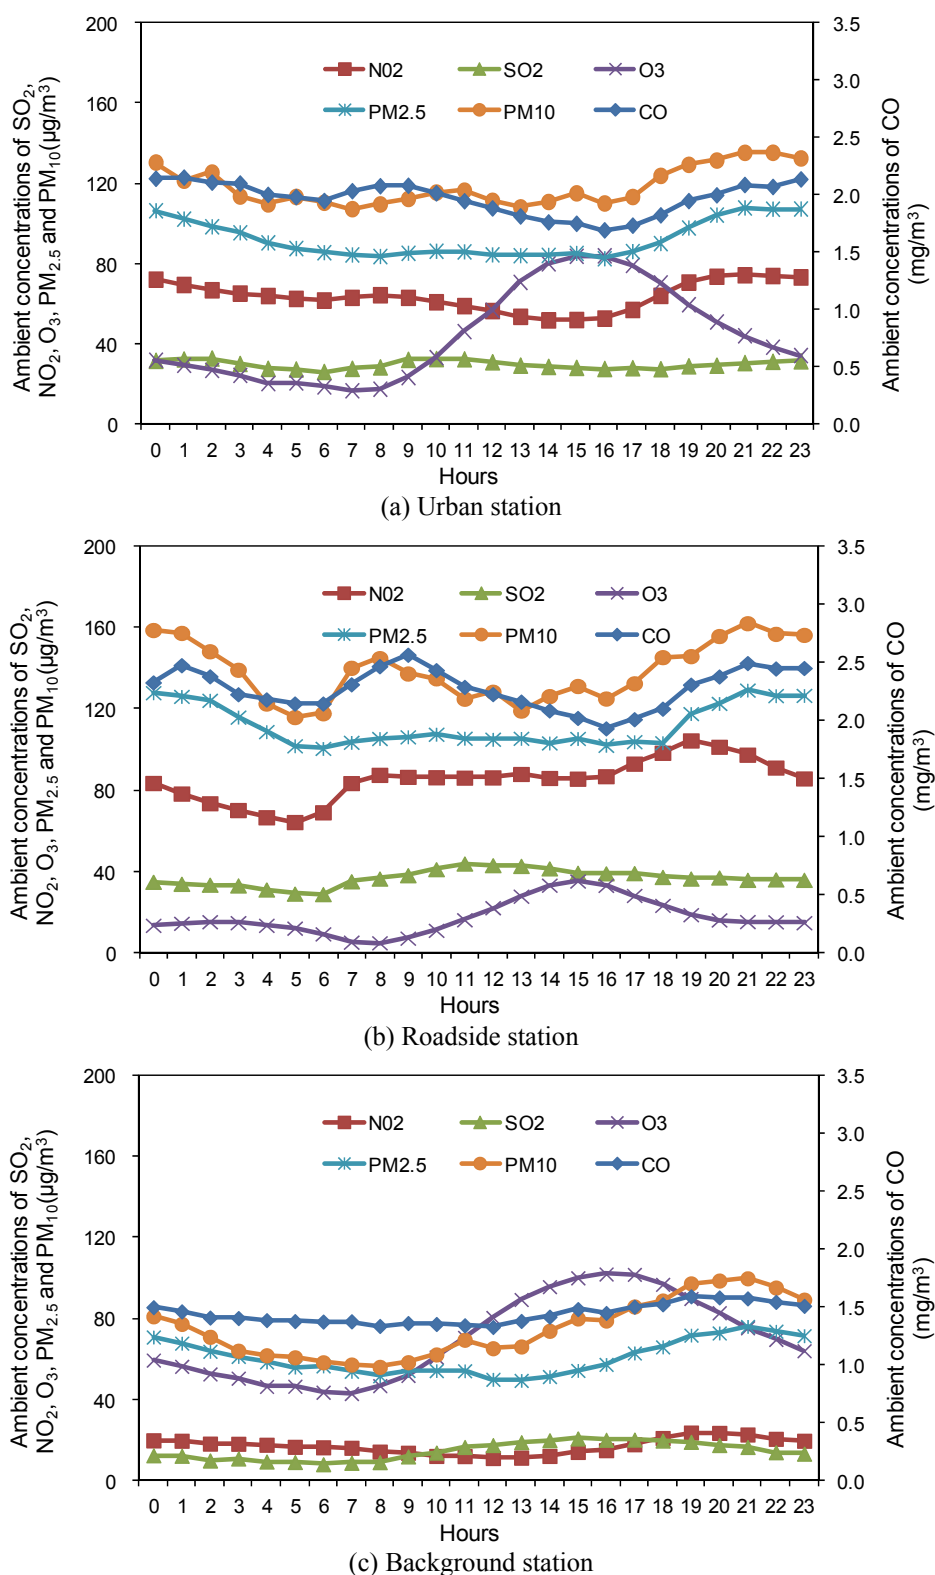 Ambient concentrations of SO2,
NO2, O3, PM2.5 and PM10(μg/m3)
200
160
120
80
40
0
N02 SO2 O3
PM2.5 PM10 CO
3.5
3.0
2.5
2.0
1.5
1.0
0.5
0.0
Ambient concentrations of CO
(mg/m3)
0 1 2 3 4 5 6 7 8 9 10 11 12 13 14 15 16 17 18 19 20 21 22 23
Hours
(a) Urban station
Ambient concentrations of SO2,
NO2, O3, PM2.5 and PM10(μg/m3)
200
160
120
80
40
0
N02 SO2 O3
PM2.5 PM10 CO
3.5
3.0
2.5
2.0
1.5
1.0
0.5
0.0
Ambient concentrations of CO
(mg/m3)
0 1 2 3 4 5 6 7 8 9 10 11 12 13 14 15 16 17 18 19 20 21 22 23
Hours
(b) Roadside station
Ambient concentrations of SO2,
NO2, O3, PM2.5 and PM10(μg/m3)
200
160
120
80
40
0
N02 SO2 O3
PM2.5 PM10 CO
3.5
3.0
2.5
2.0
1.5
1.0
0.5
0.0
Ambient concentrations of CO
(mg/m3)
0 1 2 3 4 5 6 7 8 9 10 11 12 13 14 15 16 17 18 19 20 21 22 23
Hours
(c) Background station